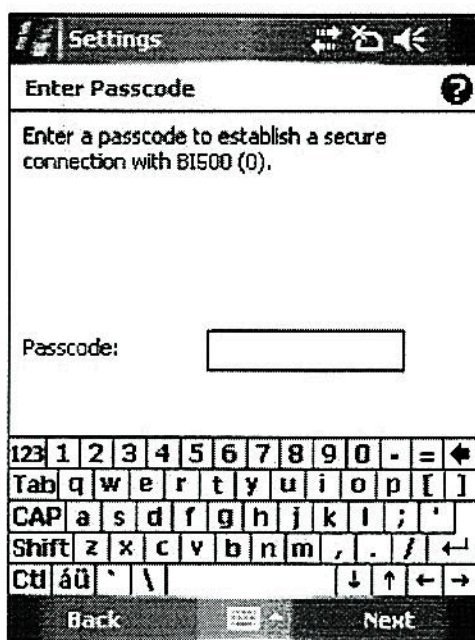 Settings
Enter Passcode
Enter a passcode to establish a secure
connection with BI500 (0).
Passcode:
123 1 2 3 4 5 6 7 8 9 0 - = 🡄
Tab q w e r t y u i o p [ ]
CAP a s d f g h j k l ; '
Shift z x c v b n m , . / ↵
Ctl áü ` \ ↓ ↑ ← →
Back Next